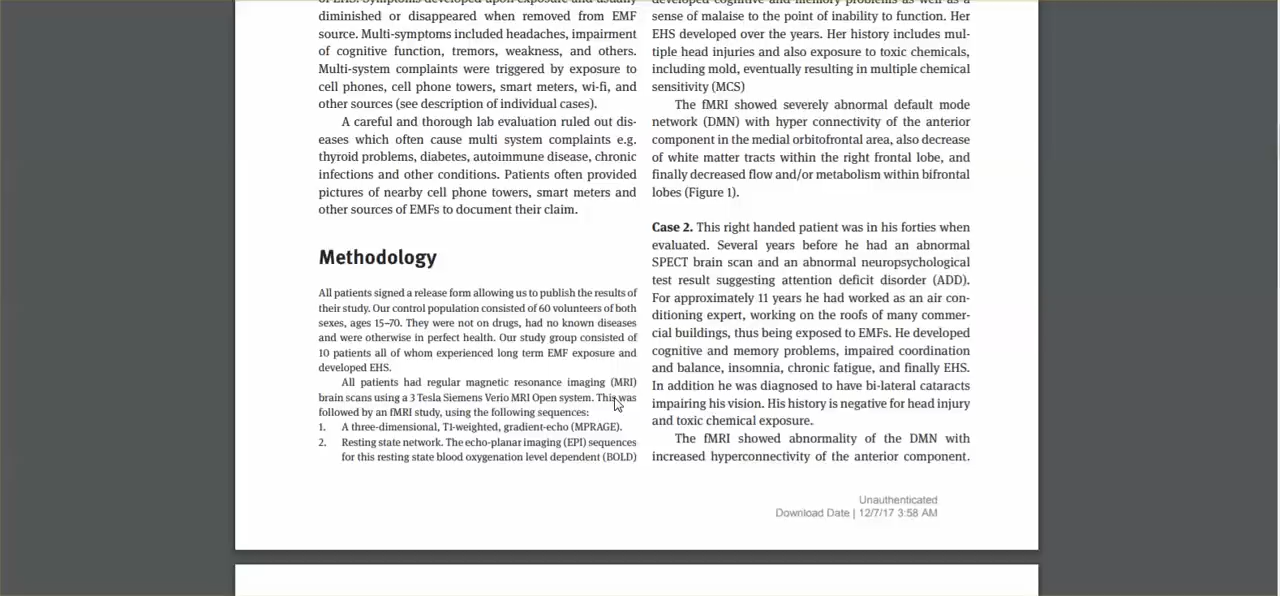 of EHS. Symptoms developed upon exposure and usually
diminished or disappeared when removed from EMF
source. Multi-symptoms included headaches, impairment
of cognitive function, tremors, weakness, and others.
Multi-system complaints were triggered by exposure to
cell phones, cell phone towers, smart meters, wi-fi, and
other sources (see description of individual cases).
A careful and thorough lab evaluation ruled out dis-
eases which often cause multi system complaints e.g.
thyroid problems, diabetes, autoimmune disease, chronic
infections and other conditions. Patients often provided
pictures of nearby cell phone towers, smart meters and
other sources of EMFs to document their claim.
Methodology
All patients signed a release form allowing us to publish the results of
their study. Our control population consisted of 60 volunteers of both
sexes, ages 15–70. They were not on drugs, had no known diseases
and were otherwise in perfect health. Our study group consisted of
10 patients all of whom experienced long term EMF exposure and
developed EHS.
All patients had regular magnetic resonance imaging (MRI)
brain scans using a 3 Tesla Siemens Verio MRI Open system. This was
followed by an fMRI study, using the following sequences:
1. A three-dimensional, T1-weighted, gradient-echo (MPRAGE).
2. Resting state network. The echo-planar imaging (EPI) sequences
for this resting state blood oxygenation level dependent (BOLD)
developed cognitive and memory problems as well as a
sense of malaise to the point of inability to function. Her
EHS developed over the years. Her history includes mul-
tiple head injuries and also exposure to toxic chemicals,
including mold, eventually resulting in multiple chemical
sensitivity (MCS)
The fMRI showed severely abnormal default mode
network (DMN) with hyper connectivity of the anterior
component in the medial orbitofrontal area, also decrease
of white matter tracts within the right frontal lobe, and
finally decreased flow and/or metabolism within bifrontal
lobes (Figure 1).
Case 2. This right handed patient was in his forties when
evaluated. Several years before he had an abnormal
SPECT brain scan and an abnormal neuropsychological
test result suggesting attention deficit disorder (ADD).
For approximately 11 years he had worked as an air con-
ditioning expert, working on the roofs of many commer-
cial buildings, thus being exposed to EMFs. He developed
cognitive and memory problems, impaired coordination
and balance, insomnia, chronic fatigue, and finally EHS.
In addition he was diagnosed to have bi-lateral cataracts
impairing his vision. His history is negative for head injury
and toxic chemical exposure.
The fMRI showed abnormality of the DMN with
increased hyperconnectivity of the anterior component.
Unauthenticated
Download Date | 12/7/17 3:58 AM